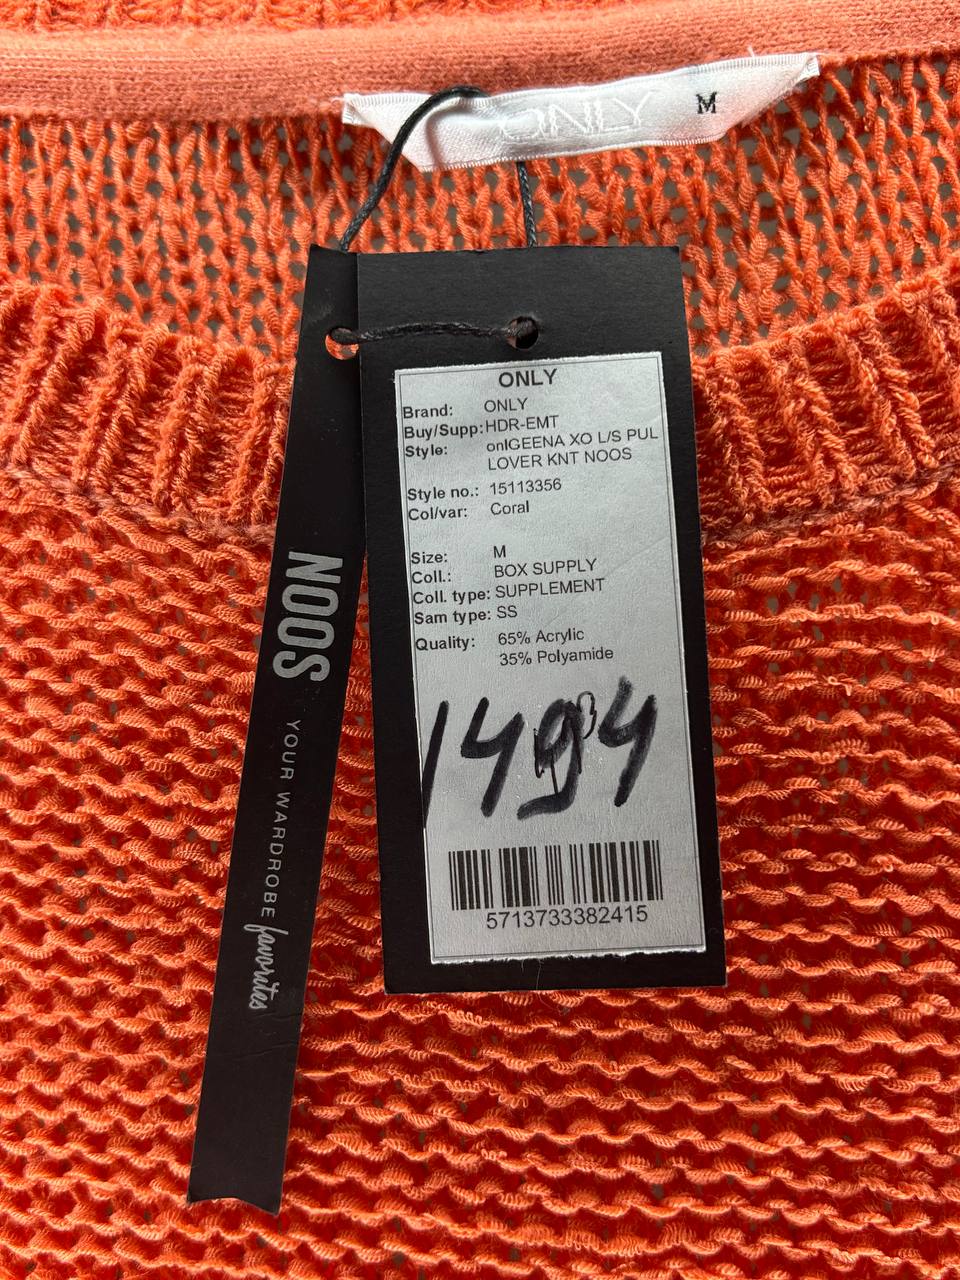 ONLY M
ONLY
Brand: ONLY
Buy/Supp: HDR-EMT
Style: onlGEENA XO L/S PUL
LOVER KNT NOOS
Style no.: 15113356
Col/var: Coral
Size: M
Coll.: BOX SUPPLY
Coll. type: SUPPLEMENT
Sam type: SS
Quality: 65% Acrylic
35% Polyamide
1494
5713733382415
NOOS
YOUR WARDROBE favorites